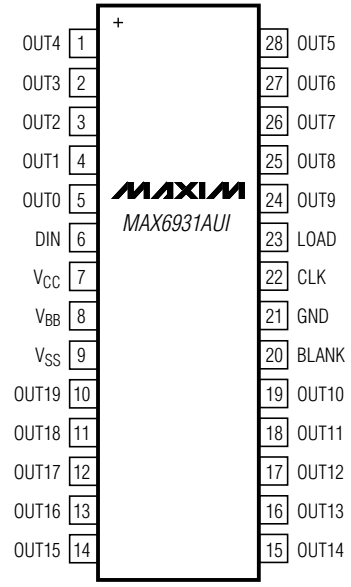 +
OUT4 1 28 OUT5
OUT3 2 27 OUT6
OUT2 3 26 OUT7
OUT1 4 25 OUT8
OUT0 5 MAXIM 24 OUT9
DIN 6 MAX6931AUI 23 LOAD
VCC 7 22 CLK
VBB 8 21 GND
VSS 9 20 BLANK
OUT19 10 19 OUT10
OUT18 11 18 OUT11
OUT17 12 17 OUT12
OUT16 13 16 OUT13
OUT15 14 15 OUT14